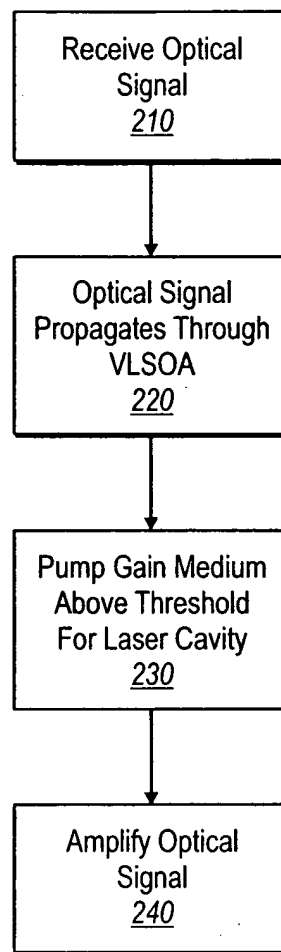 Receive Optical
Signal
210
Optical Signal
Propagates Through
VLSOA
220
Pump Gain Medium
Above Threshold
For Laser Cavity
230
Amplify Optical
Signal
240